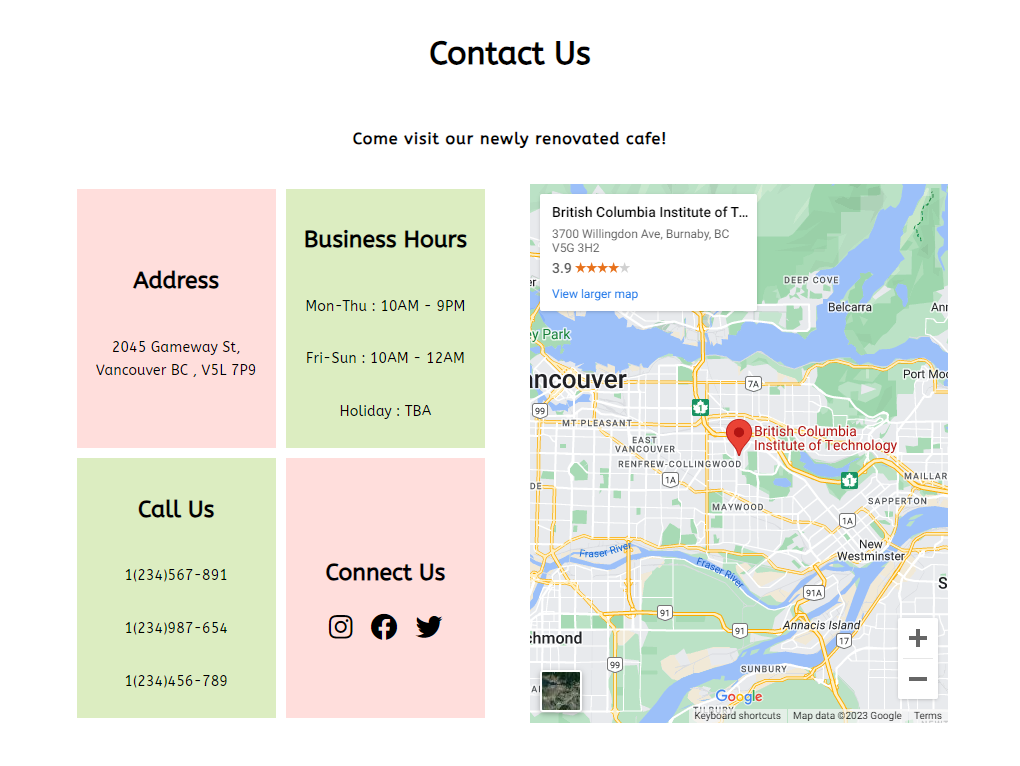 Contact Us
Come visit our newly renovated cafe!
Address
2045 Gameway St,
Vancouver BC , V5L 7P9
Business Hours
Mon-Thu : 10AM - 9PM
Fri-Sun : 10AM - 12AM
Holiday : TBA
Call Us
1(234)567-891
1(234)987-654
1(234)456-789
Connect Us
British Columbia Institute of T...
3700 Willingdon Ave, Burnaby, BC
V5G 3H2
3.9
View larger map
DEEP COVE
Belcarra
ey Park
ncouver
Port Moo
7A
99
1
MT PLEASANT
British Columbia
Institute of Technology
EAST
VANCOUVER
RENFREW-COLLINGWOOD
1A
1
MAILLAR
SAPPERTON
MAYWOOD
1A
New
Westminster
Fraser River
Fraser River
91A
91
91
Annacis Island
17
chmond
99
SUNBURY
Google
Keyboard shortcuts
Map data ©2023 Google
Terms